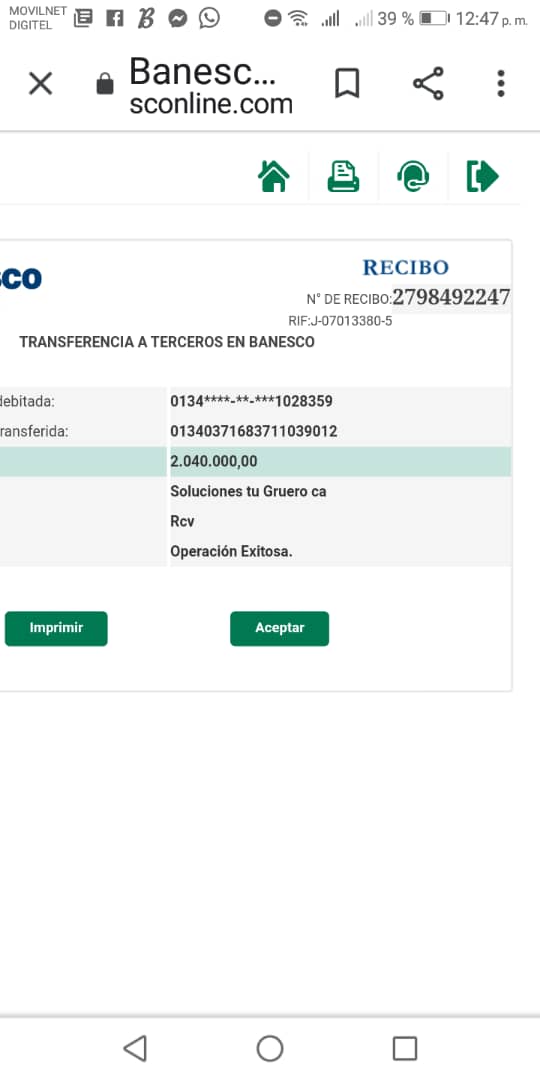 MOVILNET
DIGITEL
39 % 12:47 p. m.
Banesc...
sconline.com
sco
RECIBO
N° DE RECIBO:2798492247
RIF:J-07013380-5
TRANSFERENCIA A TERCEROS EN BANESCO
debitada: 0134****-**-***1028359
ransferida: 01340371683711039012
2.040.000,00
Soluciones tu Gruero ca
Rcv
Operación Exitosa.
Imprimir Aceptar